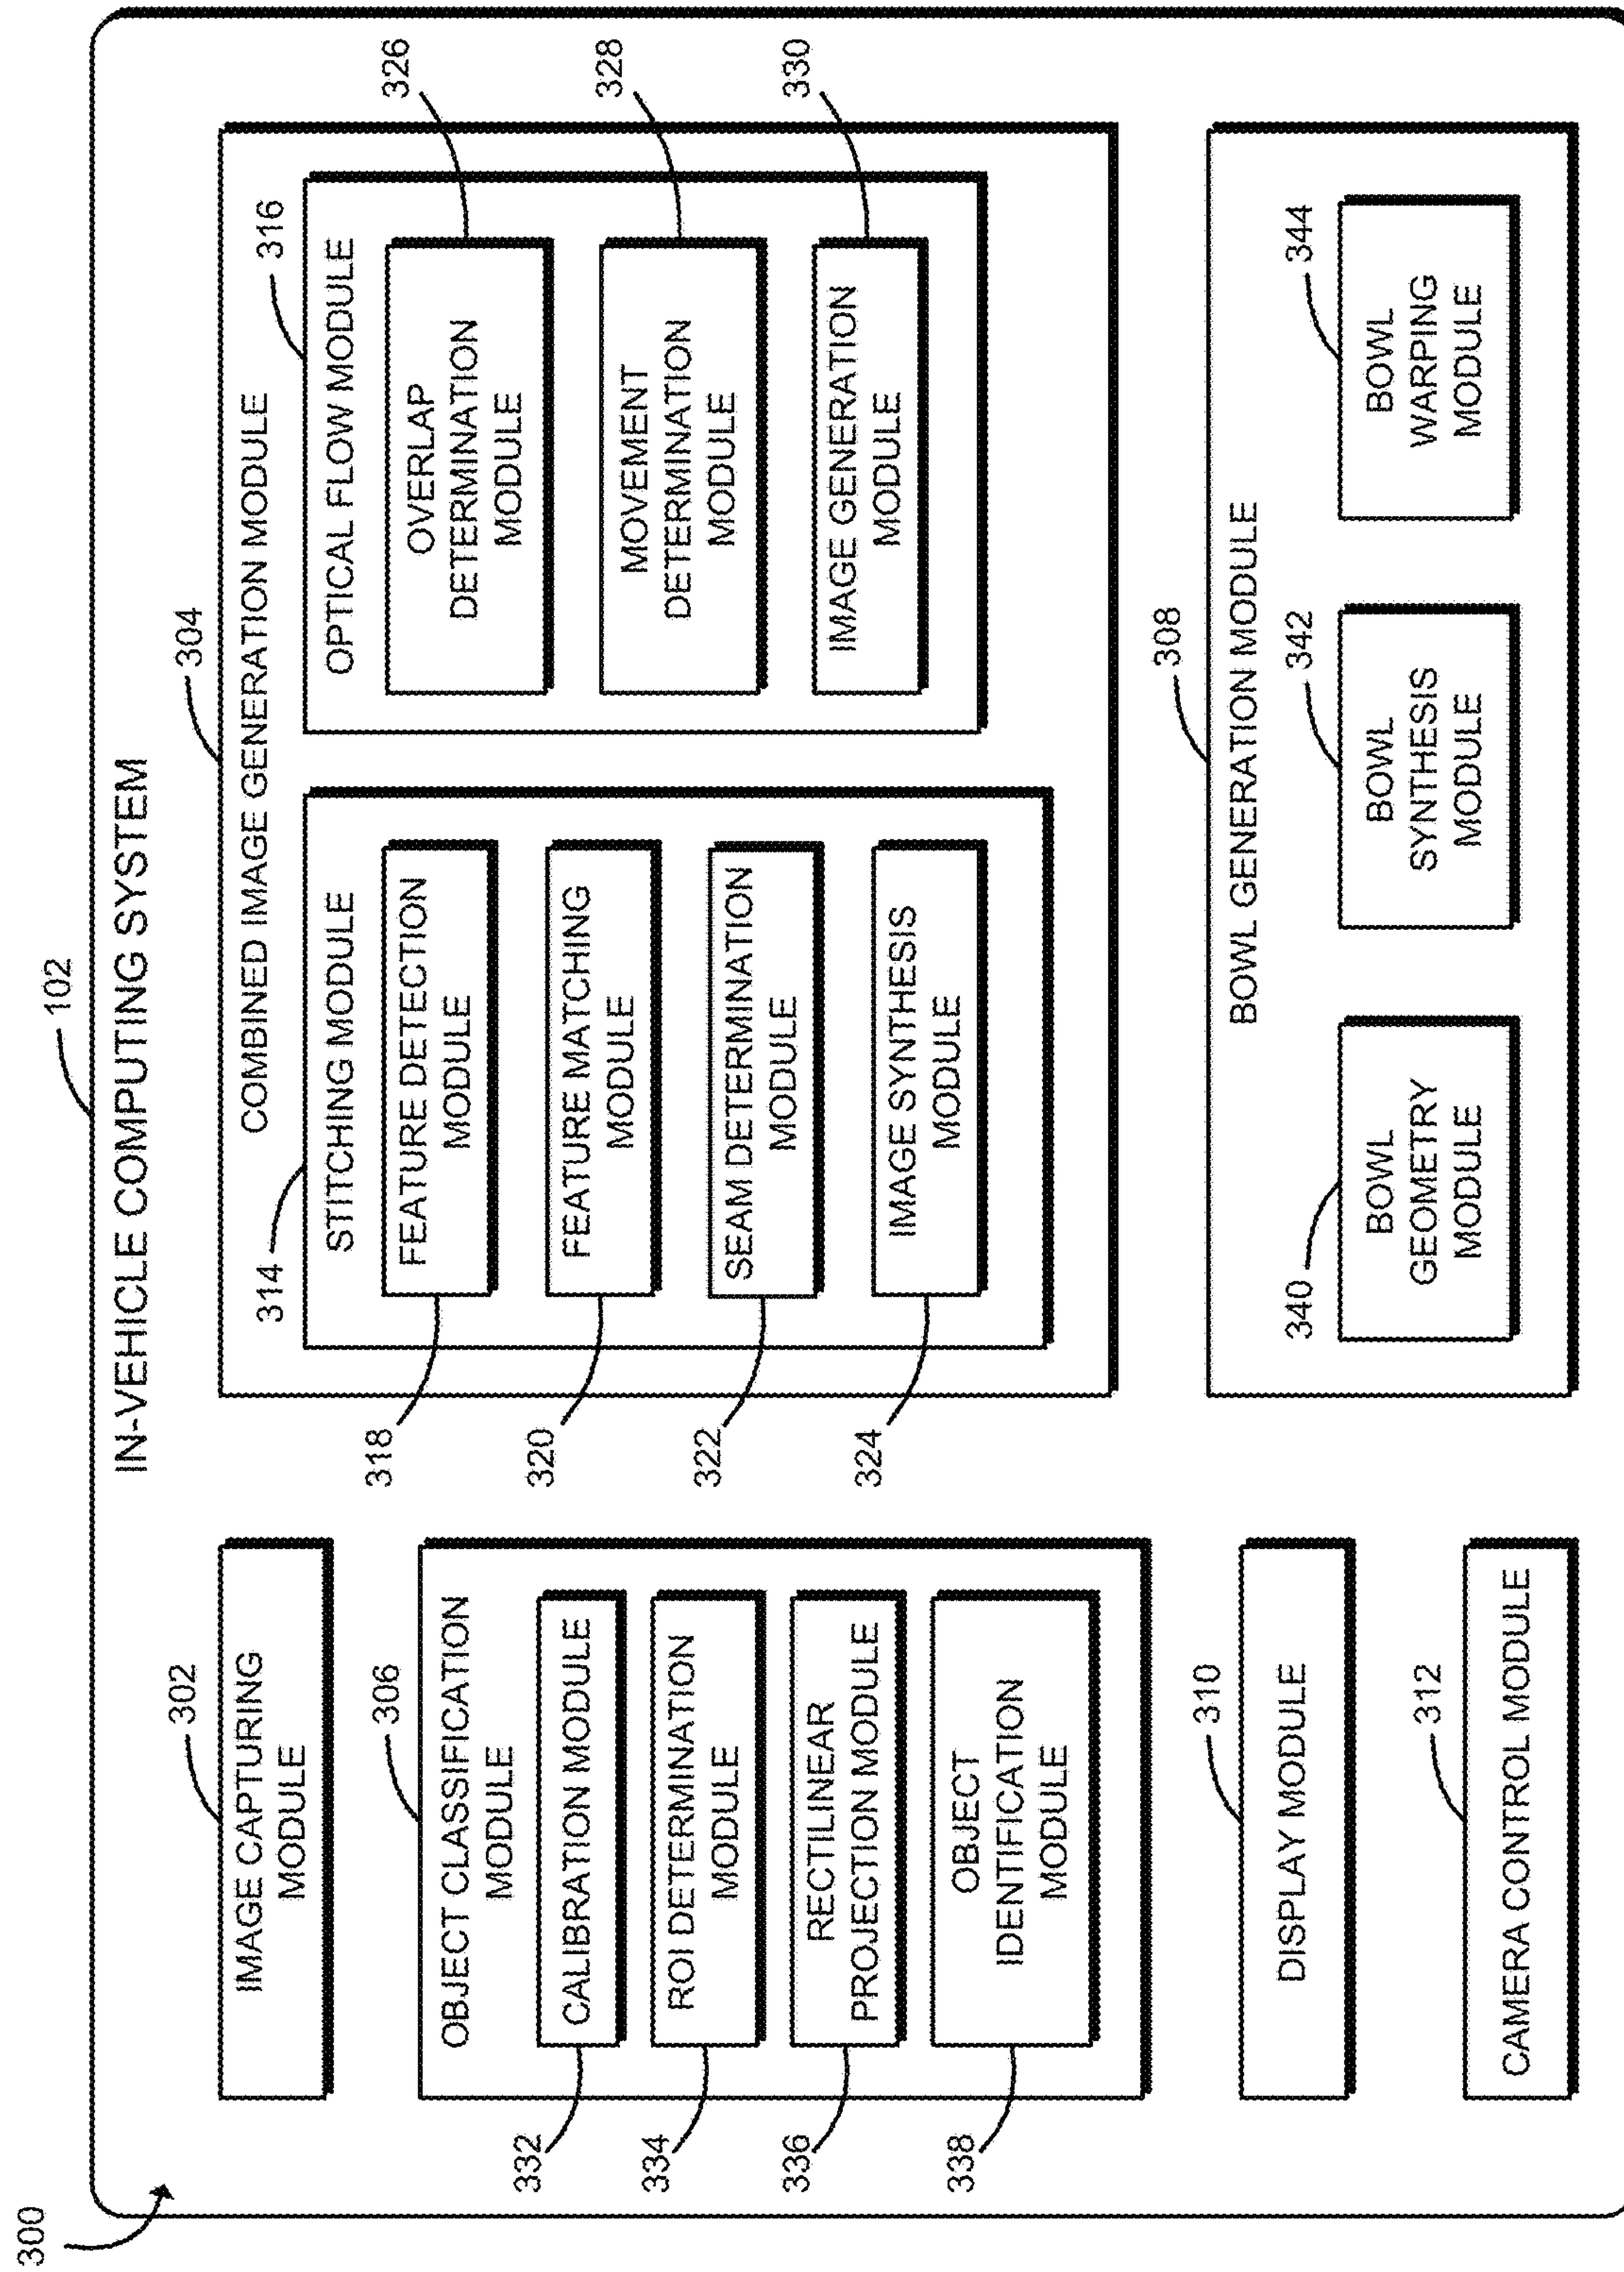 300
102
IN-VEHICLE COMPUTING SYSTEM
302
IMAGE CAPTURING
MODULE
306
OBJECT CLASSIFICATION
MODULE
332
CALIBRATION MODULE
334
ROI DETERMINATION
MODULE
336
RECTILINEAR
PROJECTION MODULE
338
OBJECT
IDENTIFICATION
MODULE
310
DISPLAY MODULE
312
CAMERA CONTROL MODULE
304
COMBINED IMAGE GENERATION MODULE
314
STITCHING MODULE
318
FEATURE DETECTION
MODULE
320
FEATURE MATCHING
MODULE
322
SEAM DETERMINATION
MODULE
324
IMAGE SYNTHESIS
MODULE
316
OPTICAL FLOW MODULE
326
OVERLAP
DETERMINATION
MODULE
328
MOVEMENT
DETERMINATION
MODULE
330
IMAGE GENERATION
MODULE
308
BOWL GENERATION MODULE
340
BOWL
GEOMETRY
MODULE
342
BOWL
SYNTHESIS
MODULE
344
BOWL
WARPING
MODULE